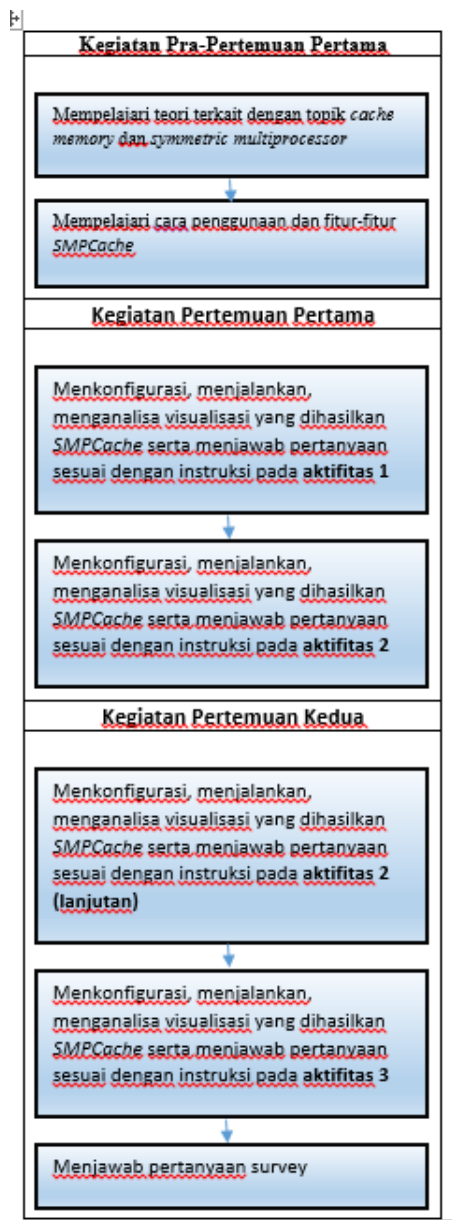 Kegiatan Pra-Pertemuan Pertama
Mempelajari teori terkait dengan topik cache
memory dan symmetric multiprocessor
Mempelajari cara penggunaan dan fitur-fitur
SMPCache
Kegiatan Pertemuan Pertama
Menkonfigurasi, menjalankan,
menganalisa visualisasi yang dihasilkan
SMPCache serta menjawab pertanyaan
sesuai dengan instruksi pada aktifitas 1
Menkonfigurasi, menjalankan,
menganalisa visualisasi yang dihasilkan
SMPCache serta menjawab pertanyaan
sesuai dengan instruksi pada aktifitas 2
Kegiatan Pertemuan Kedua
Menkonfigurasi, menjalankan,
menganalisa visualisasi yang dihasilkan
SMPCache serta menjawab pertanyaan
sesuai dengan instruksi pada aktifitas 2
(lanjutan)
Menkonfigurasi, menjalankan,
menganalisa visualisasi yang dihasilkan
SMPCache serta menjawab pertanyaan
sesuai dengan instruksi pada aktifitas 3
Menjawab pertanyaan survey